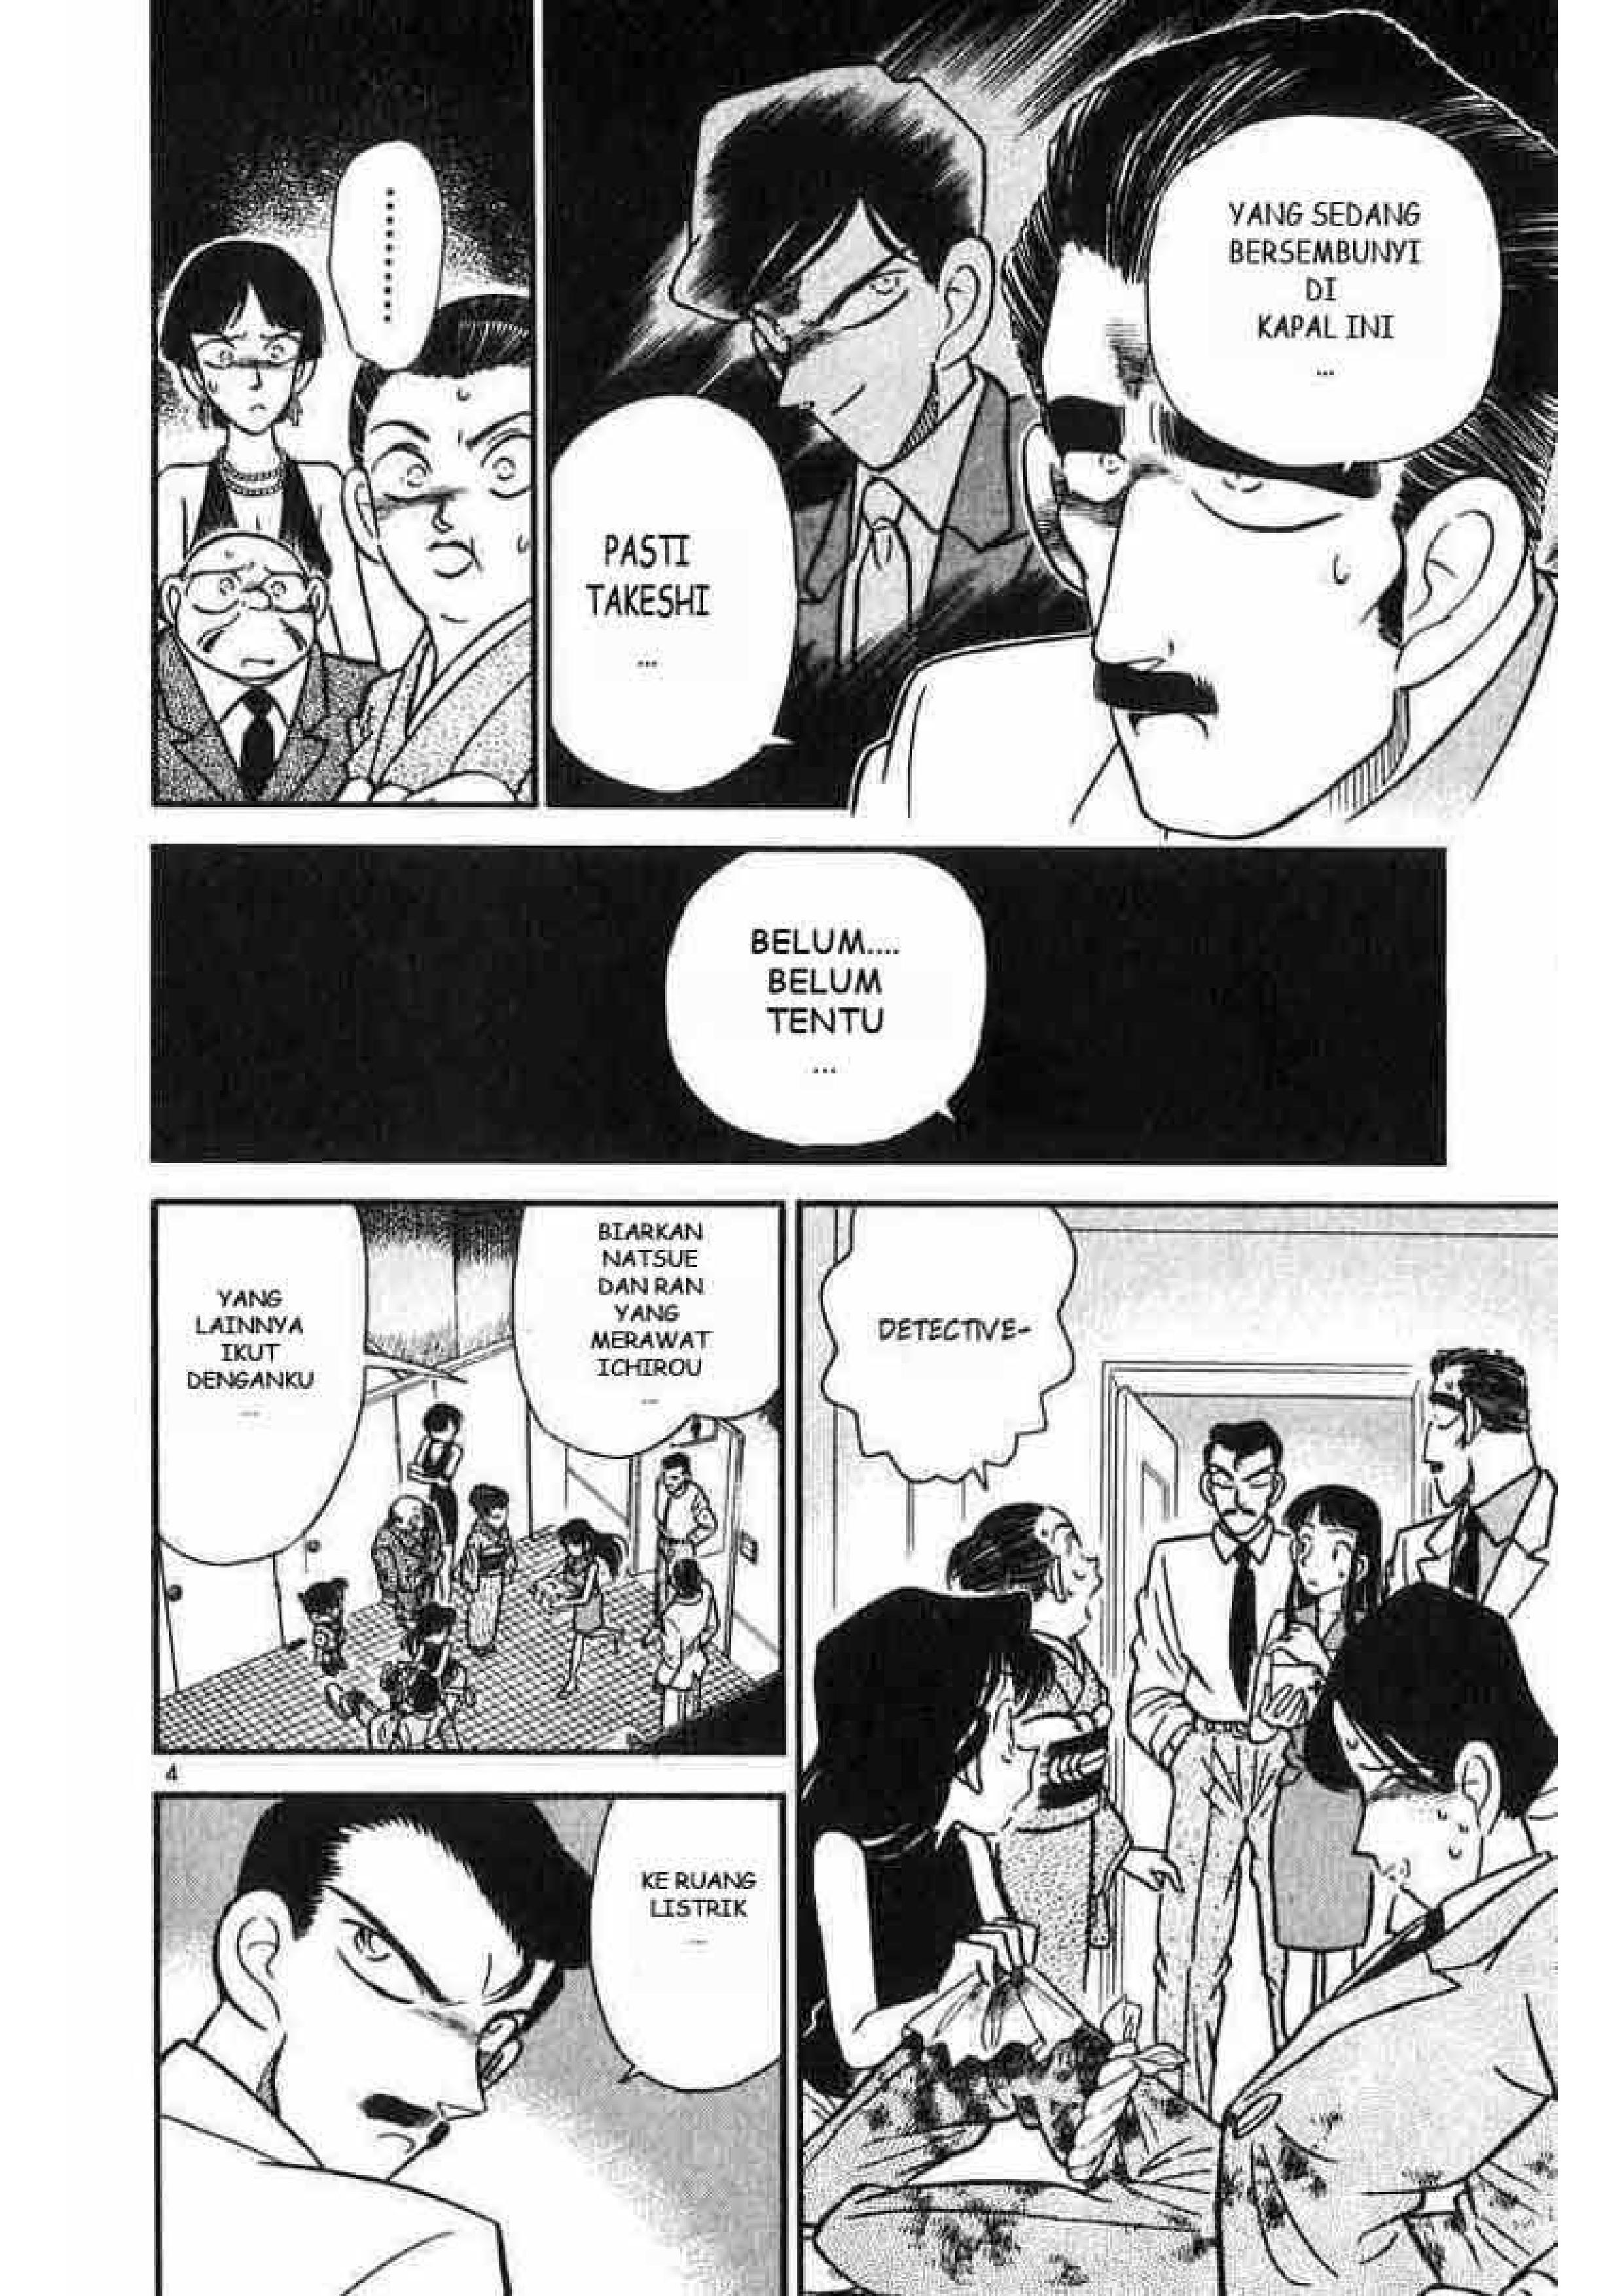 YANG SEDANG
BERSEMBUNYI
DI
KAPAL INI
...
PASTI
TAKESHI
...
.........
BELUM....
BELUM
TENTU
...
DETECTIVE-
BIARKAN
NATSUE
DAN RAN
YANG
MERAWAT
ICHIROU
...
YANG
LAINNYA
IKUT
DENGANKU
...
4
KE RUANG
LISTRIK
...